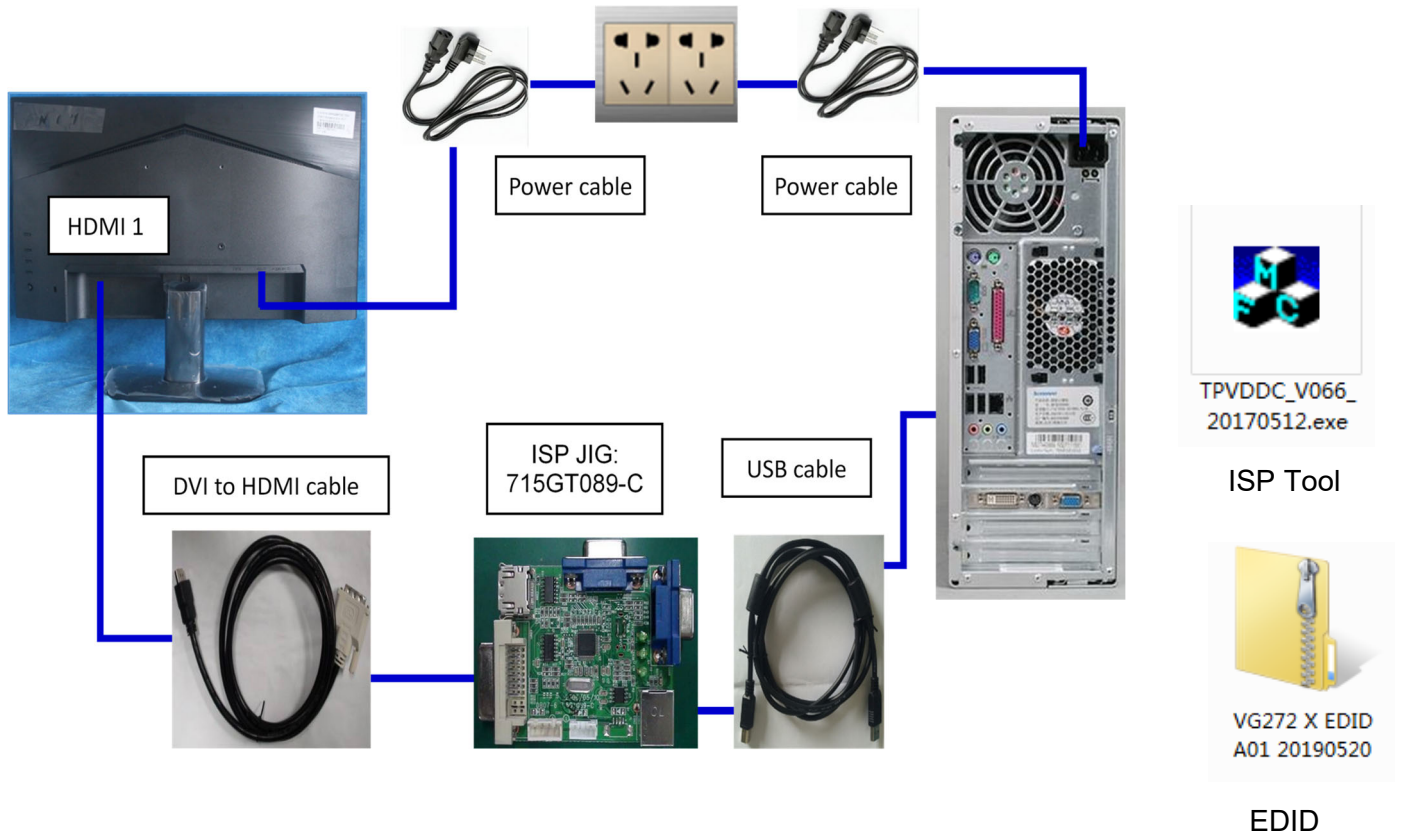 Power cable
Power cable
HDMI 1
DVI to HDMI cable
ISP JIG:
715GT089-C
USB cable
M
F C
TPVDDC_V066_
20170512.exe
ISP Tool
VG272 X EDID
A01 20190520
EDID